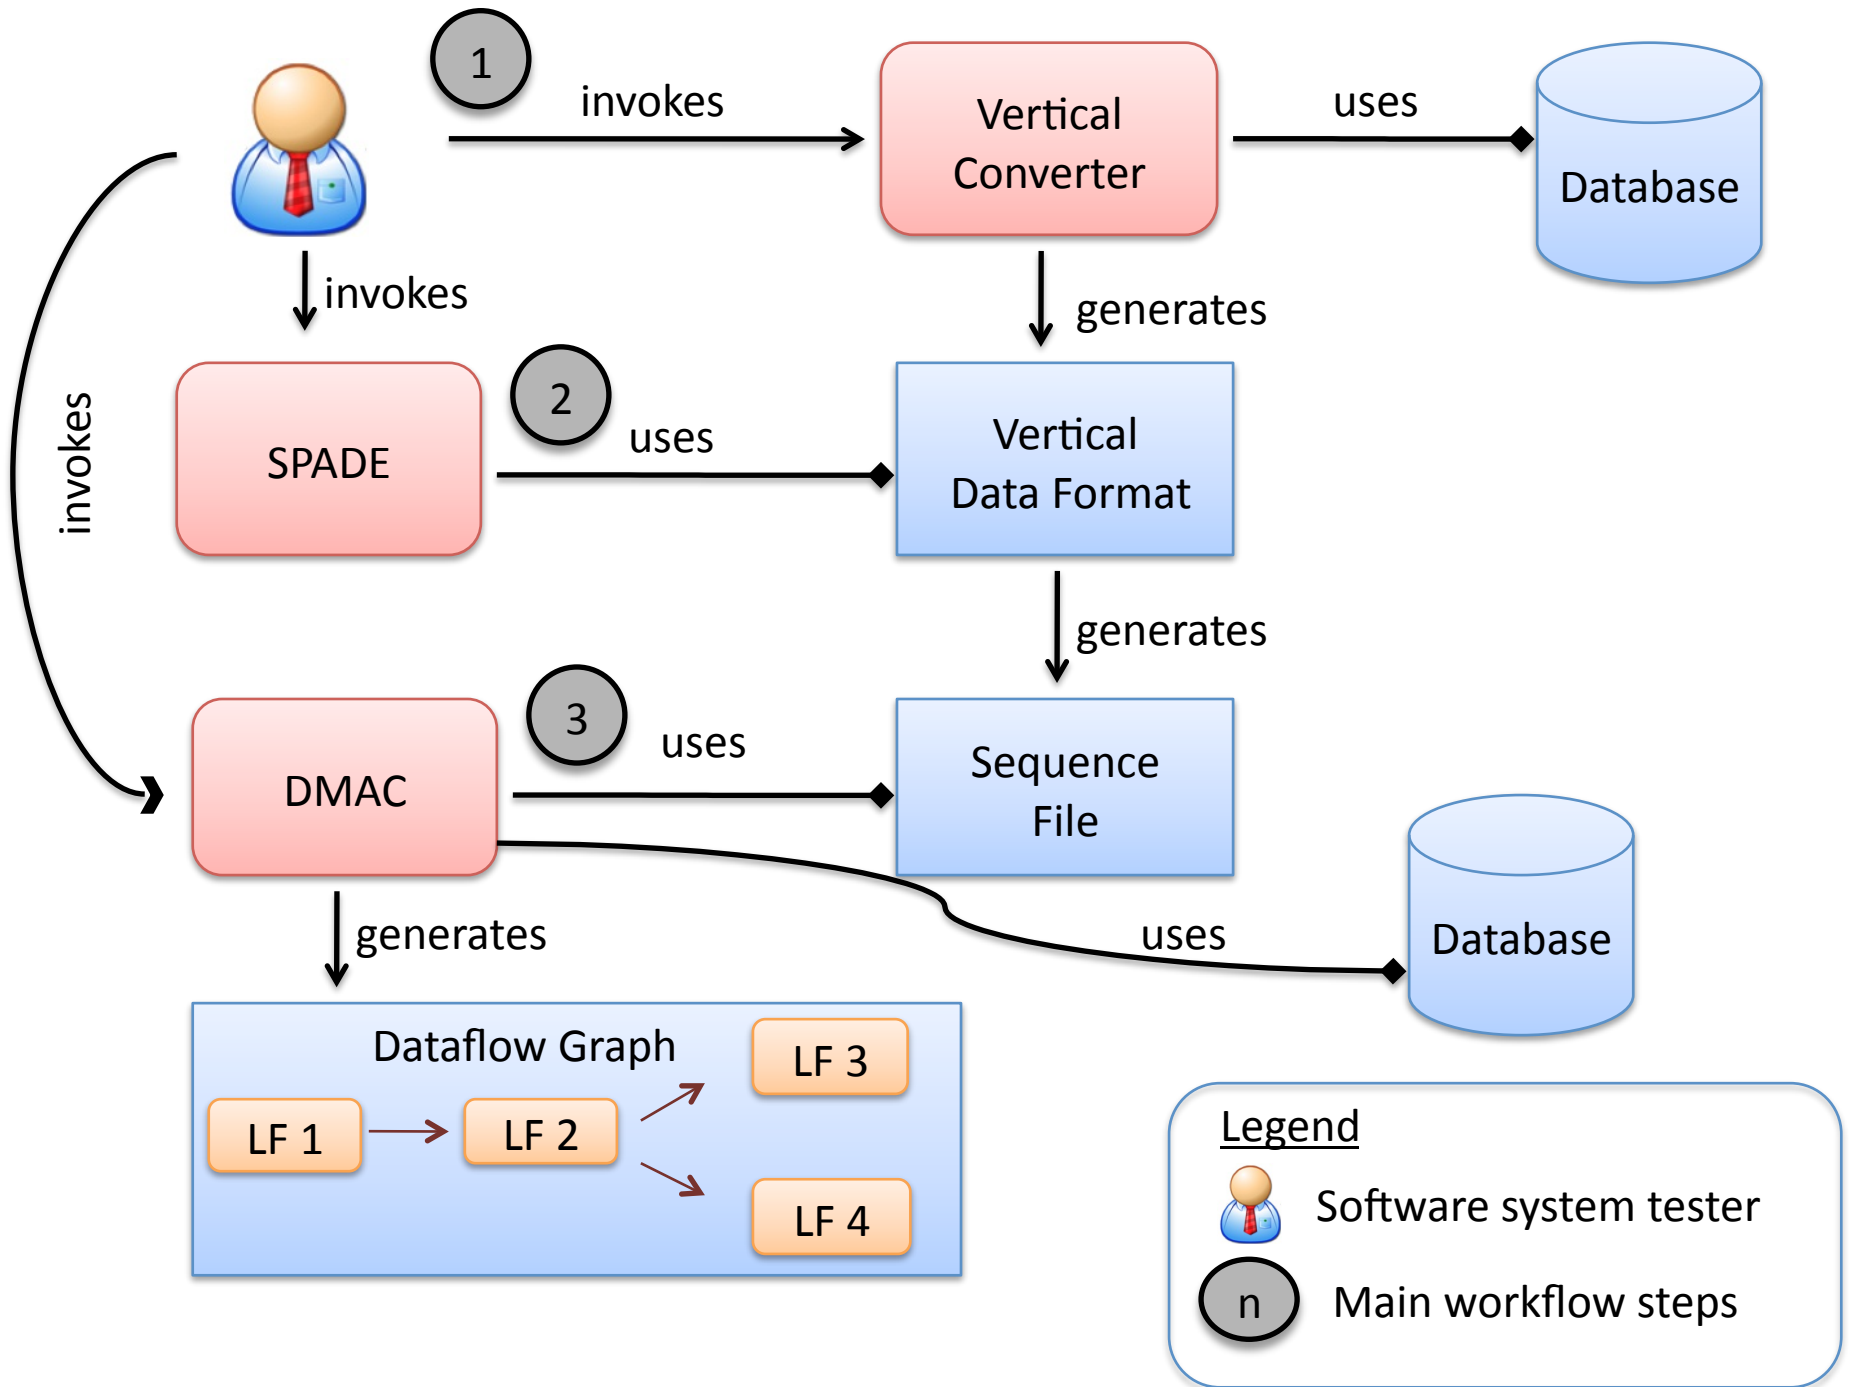 1
invokes
Vertical
Converter
uses
Database
invokes
generates
invokes
SPADE
2
uses
Vertical
Data Format
generates
DMAC
3
uses
Sequence
File
generates
uses
Database
Dataflow Graph
LF 1
LF 2
LF 3
LF 4
Legend
Software system tester
n
Main workflow steps